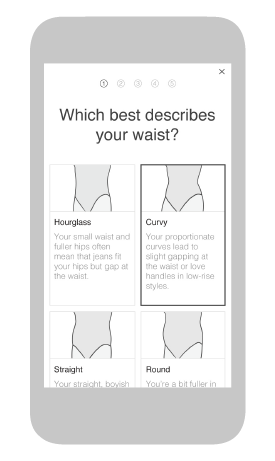 ×
1 2 3 4 5
Which best describes
your waist?
Hourglass
Your small waist and
fuller hips often
mean that jeans fit
your hips but gap at
the waist.
Curvy
Your proportionate
curves lead to
slight gapping at
the waist or love
handles in low-rise
styles.
Straight
Your straight, boyish
Round
You're a bit fuller in